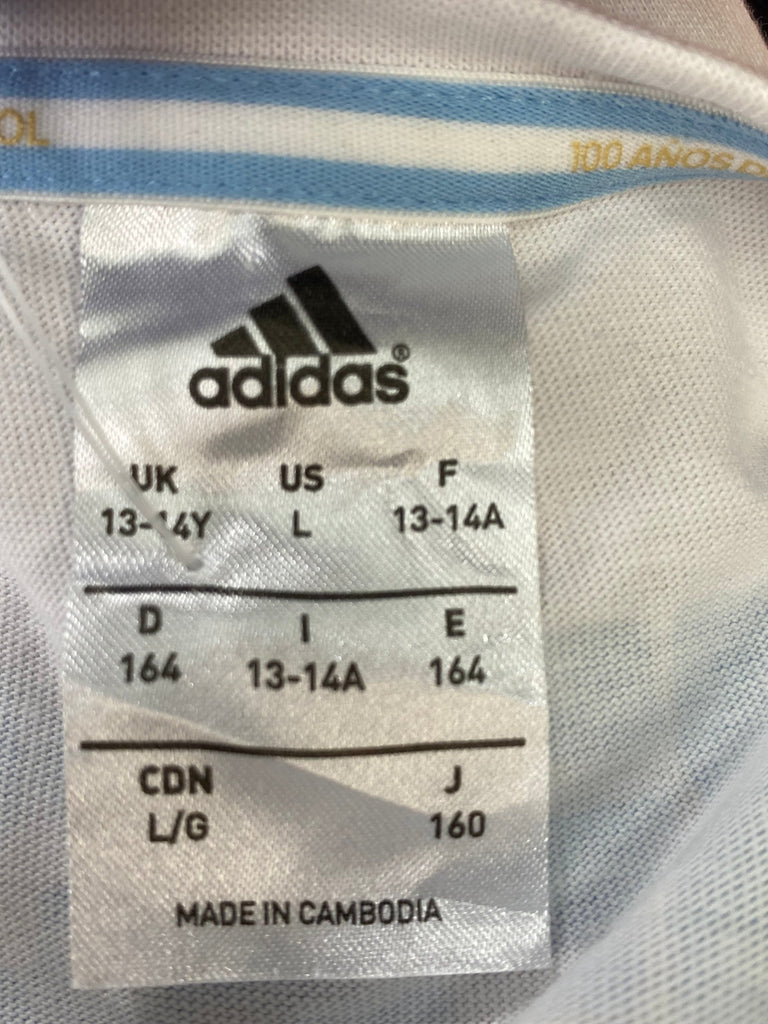 OL
100 AÑOS D
adidas®
UK US F
13-14Y L 13-14A
D I E
164 13-14A 164
CDN J
L/G 160
MADE IN CAMBODIA